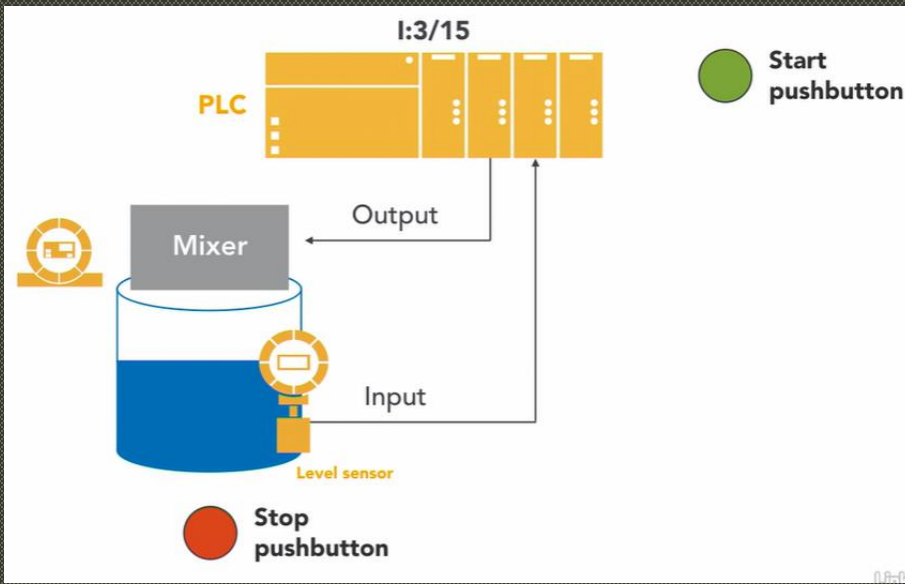 I:3/15
Start
pushbutton
PLC
Output
Mixer
Input
Level sensor
Stop
pushbutton